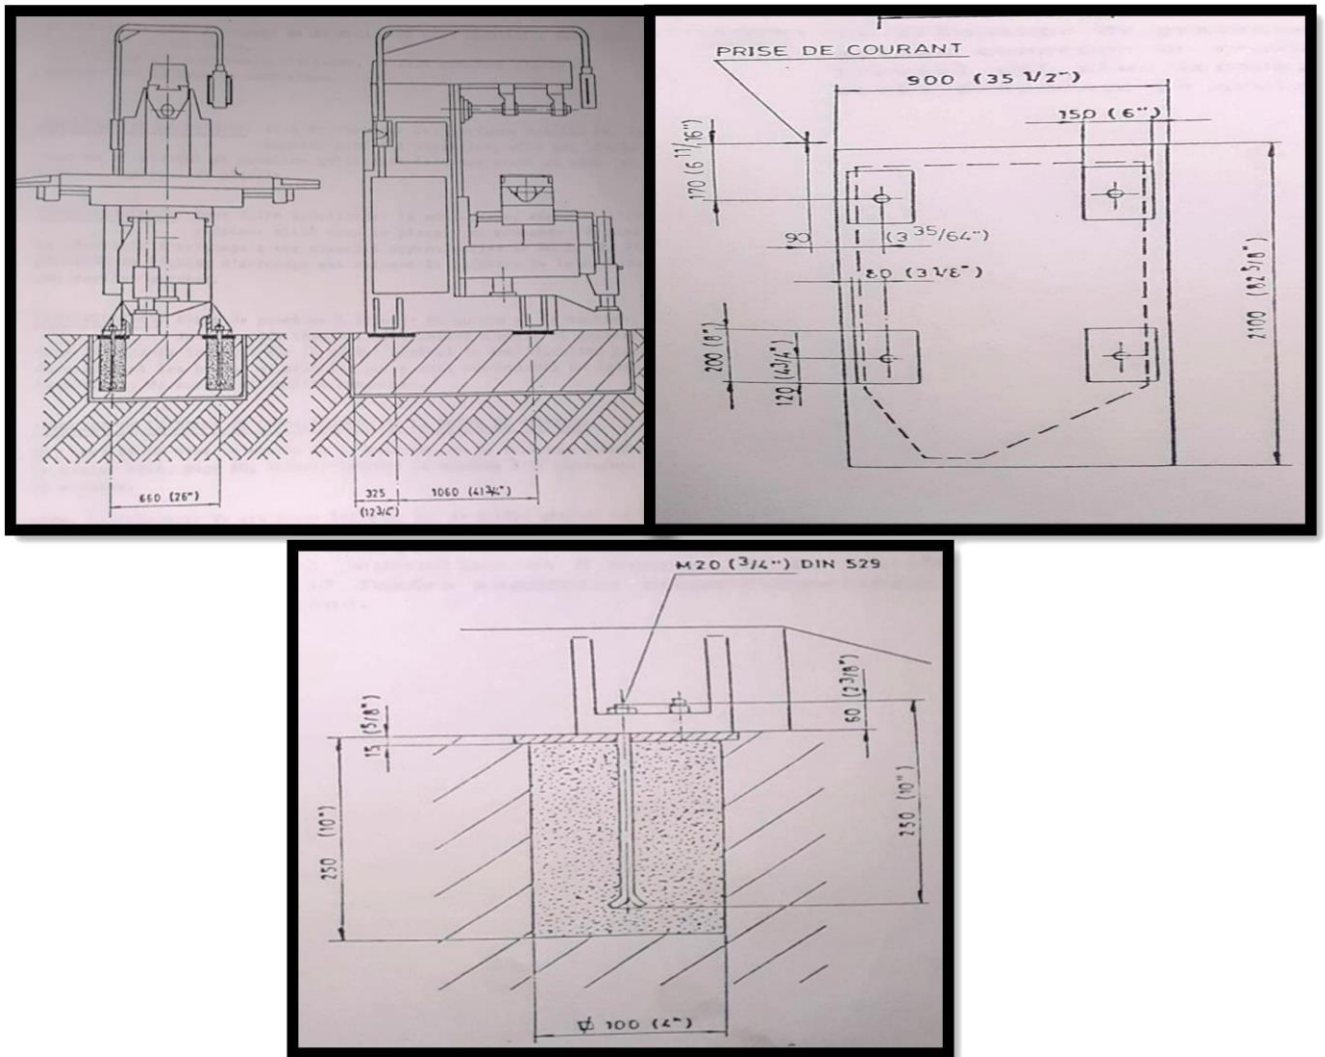 660 (26")
325
(12 3/4")
1060 (41 3/4")
PRISE DE COURANT
900 (35 1/2")
150 (6")
170 (6 11/16")
90
(3 35/64")
80 (3 1/8")
200 (8")
120 (4 3/4")
2100 (82 5/8")
M20 (3/4") DIN 529
15 (5/8")
60 (2 3/8")
250 (10")
250 (10")
100 (4")